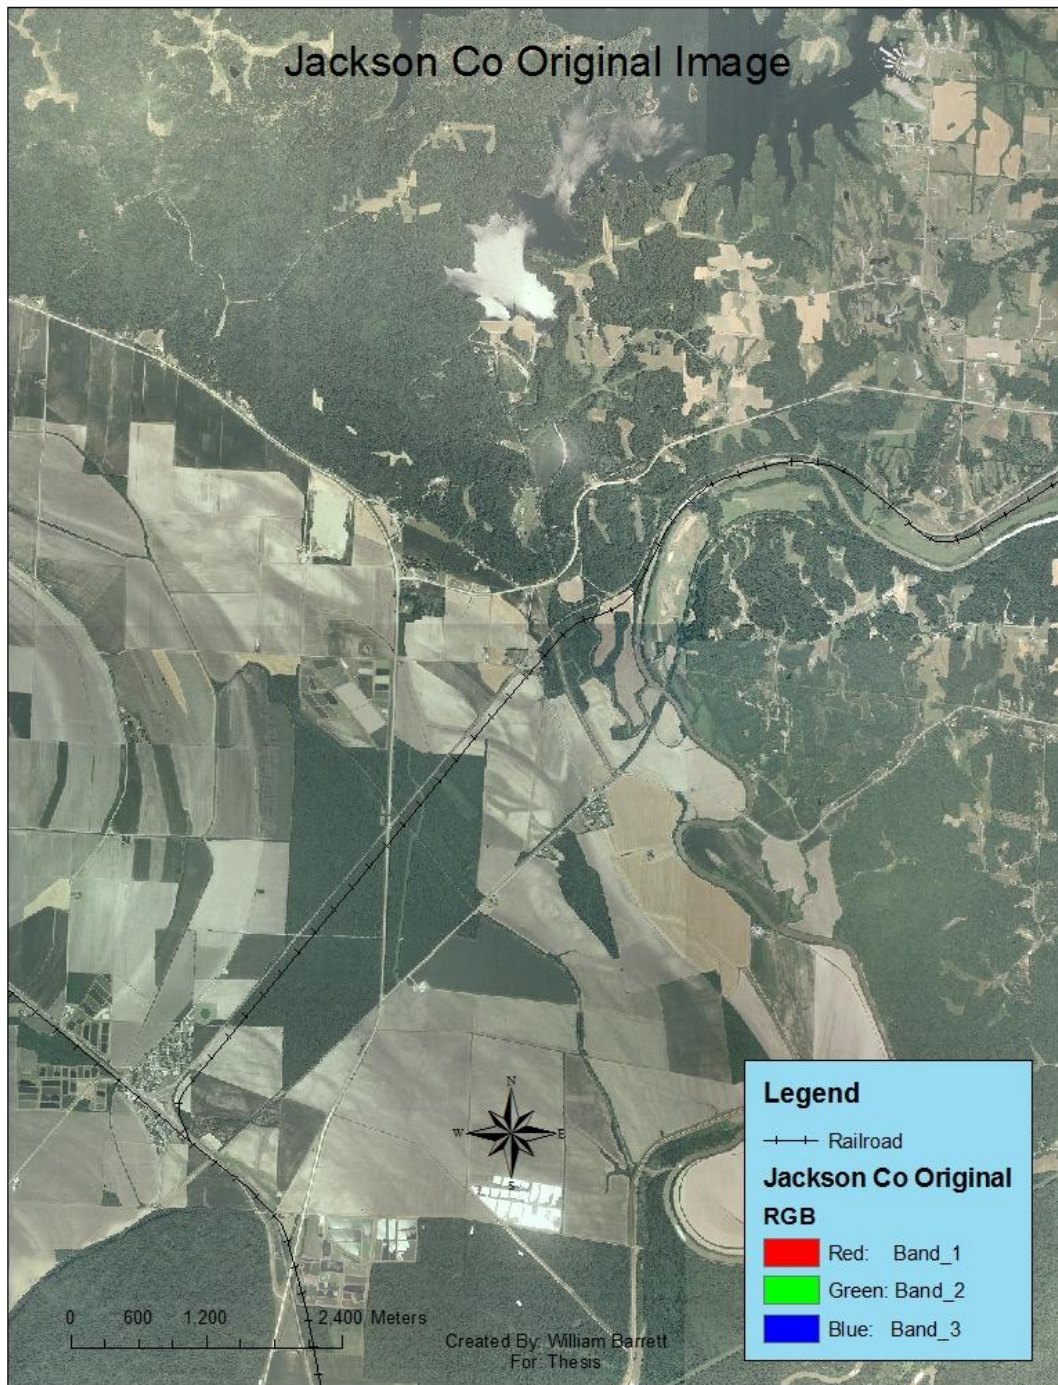 Jackson Co Original Image
N
W E
S
Legend
Railroad
Jackson Co Original
RGB
Red: Band_1
Green: Band_2
Blue: Band_3
0 600 1.200 2.400 Meters
Created By: William Barrett
For: Thesis